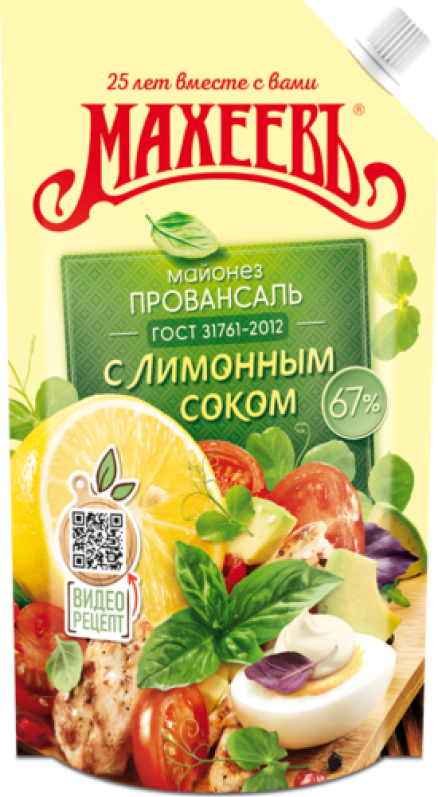 25 лет вместе с вами
МАХЕЕВЪ®
майонез
ПРОВАНСАЛЬ
ГОСТ 31761-2012
с ЛИМОННЫМ
СОКОМ
67%
ВИДЕО
РЕЦЕПТ